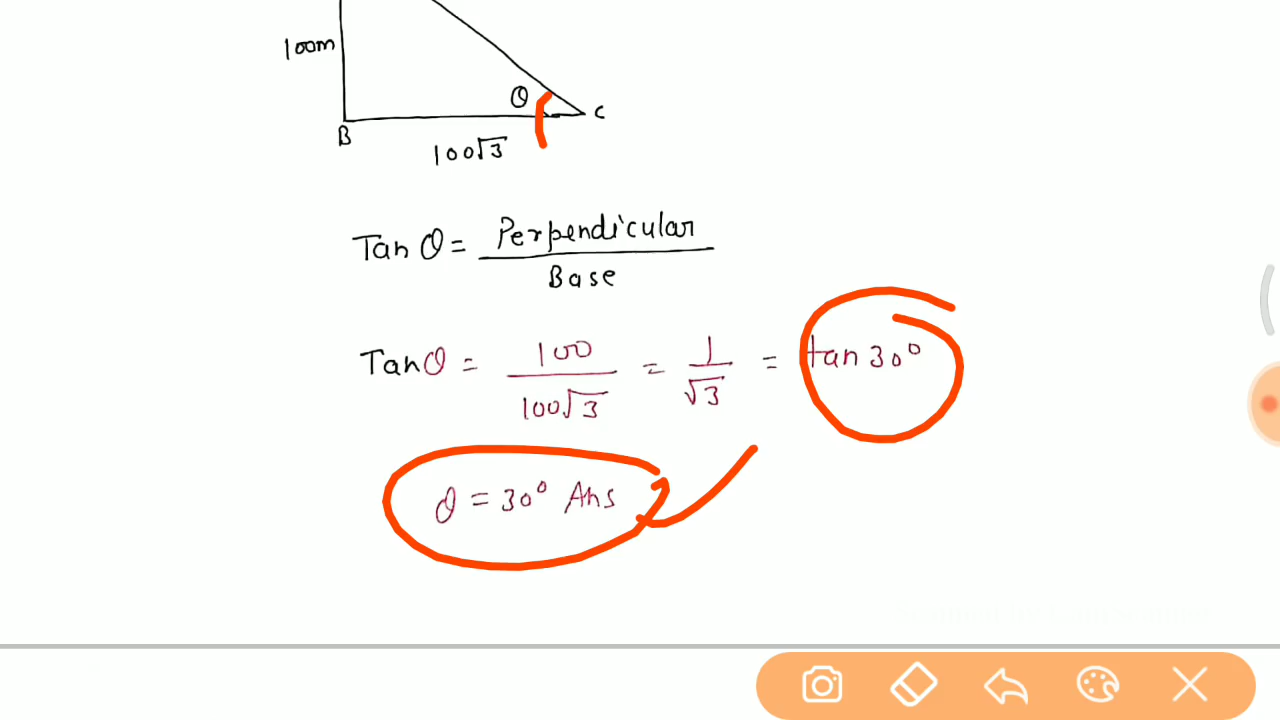 100m
θ
C
B
100√3
Tan θ = Perpendicular / Base
Tan θ = 100 / 100√3 = 1 / √3 = tan 30°
θ = 30° Ans